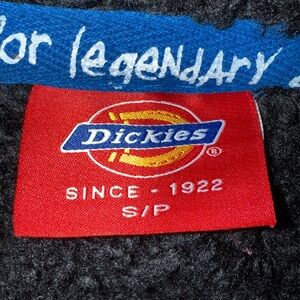 for legendary
Dickies®
SINCE - 1922
S/P